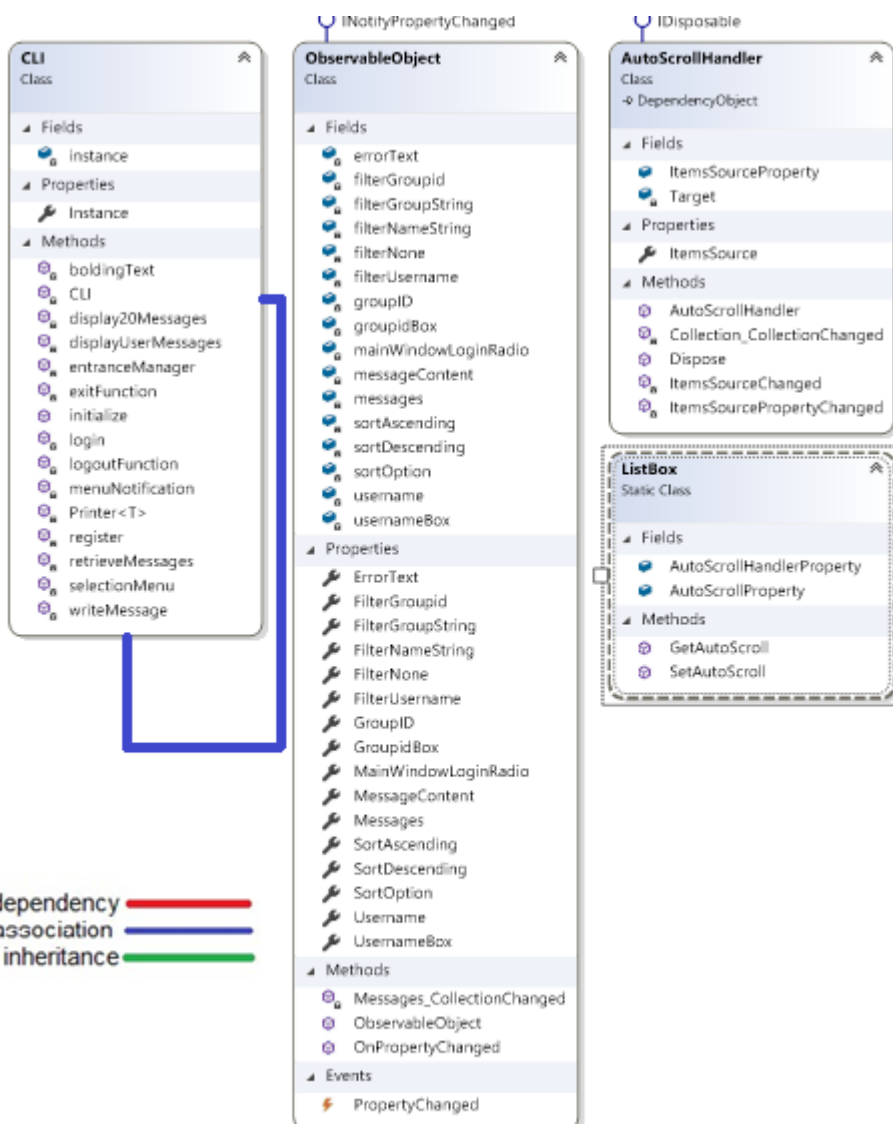 INotifyPropertyChanged
IDisposable
CLI
Class
Fields
instance
Properties
Instance
Methods
boldingText
CLI
display20Messages
displayUserMessages
entranceManager
exitFunction
initialize
login
logoutFunction
menuNotification
Printer<T>
register
retrieveMessages
selectionMenu
writeMessage
ObservableObject
Class
Fields
errorText
filterGroupid
filterGroupString
filterNameString
filterNone
filterUsername
groupID
groupidBox
mainWindowLoginRadio
messageContent
messages
sortAscending
sortDescending
sortOption
username
usernameBox
Properties
ErrorText
FilterGroupid
FilterGroupString
FilterNameString
FilterNone
FilterUsername
GroupID
GroupidBox
MainWindowLoginRadio
MessageContent
Messages
SortAscending
SortDescending
SortOption
Username
UsernameBox
Methods
Messages_CollectionChanged
ObservableObject
OnPropertyChanged
Events
PropertyChanged
AutoScrollHandler
Class
DependencyObject
Fields
ItemsSourceProperty
Target
Properties
ItemsSource
Methods
AutoScrollHandler
Collection_CollectionChanged
Dispose
ItemsSourceChanged
ItemsSourcePropertyChanged
ListBox
Static Class
Fields
AutoScrollHandlerProperty
AutoScrollProperty
Methods
GetAutoScroll
SetAutoScroll
dependency
association
inheritance